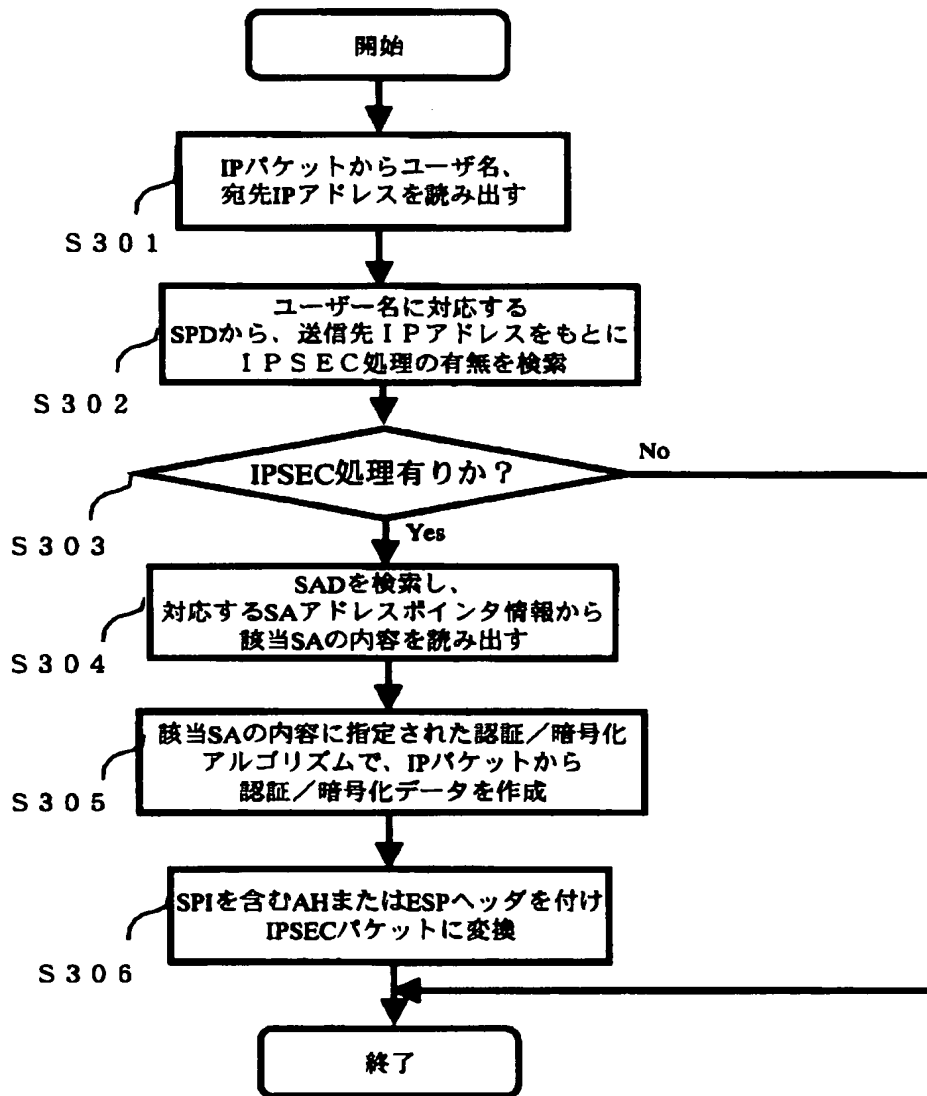 開始
IPパケットからユーザ名、
宛先IPアドレスを読み出す
S301
ユーザー名に対応する
SPDから、送信先IPアドレスをもとに
IPSEC処理の有無を検索
S302
IPSEC処理有りか?
No
S303
Yes
SADを検索し、
対応するSAアドレスポインタ情報から
該当SAの内容を読み出す
S304
該当SAの内容に指定された認証/暗号化
アルゴリズムで、IPパケットから
認証/暗号化データを作成
S305
SPIを含むAHまたはESPヘッダを付け
IPSECパケットに変換
S306
終了